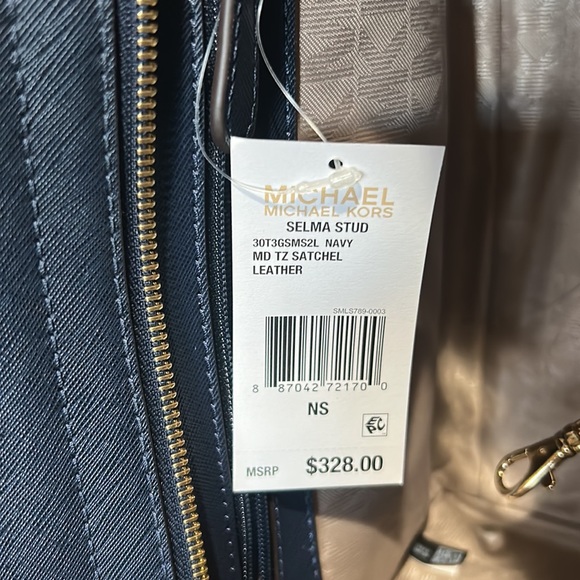 MICHAEL
MICHAEL KORS
SELMA STUD
30T3GSMS2L NAVY
MD TZ SATCHEL
LEATHER
SMLS789-0003
8 87042 72170 0
NS
MSRP $328.00